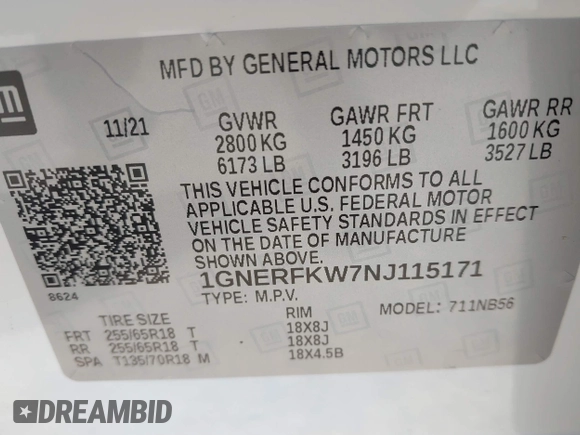 MFD BY GENERAL MOTORS LLC
GM
11/21
GVWR GAWR FRT GAWR RR
2800 KG 1450 KG 1600 KG
6173 LB 3196 LB 3527 LB
THIS VEHICLE CONFORMS TO ALL
APPLICABLE U.S. FEDERAL MOTOR
VEHICLE SAFETY STANDARDS IN EFFECT
ON THE DATE OF MANUFACTURE
SHOWN ABOVE.
8624
1GNERFKW7NJ115171
TYPE: M.P.V. MODEL: 711NB56
TIRE SIZE RIM
FRT 255/65R18 T 18X8J
RR 255/65R18 T 18X8J
SPA T135/70R18 M 18X4.5B
DREAMBID